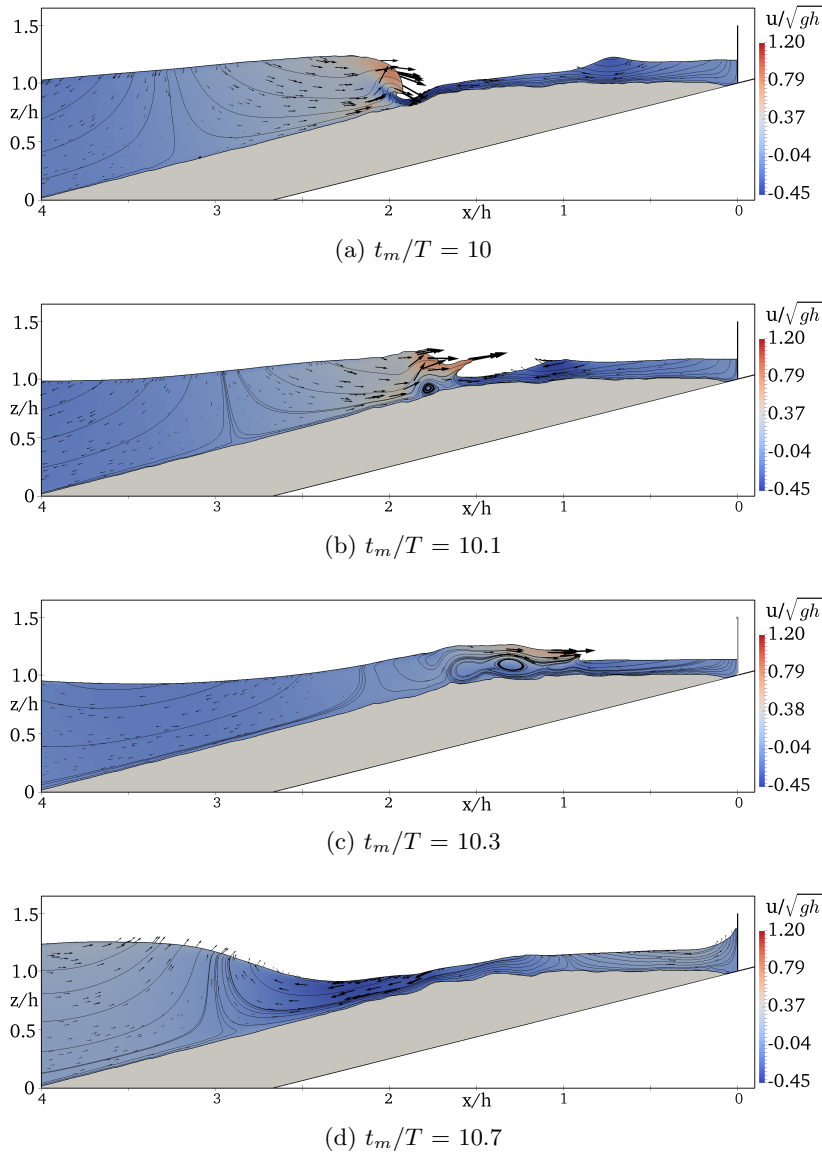 1.5
u/√gh
1.20
1.0
0.79
z/h
0.37
0.5
-0.04
0
-0.45
4 3 2 1 0
x/h
(a) t_m/T = 10
1.5
u/√gh
1.20
1.0
0.79
z/h
0.37
0.5
-0.04
0
-0.45
4 3 2 1 0
x/h
(b) t_m/T = 10.1
1.5
u/√gh
1.20
1.0
0.79
z/h
0.38
0.5
-0.04
0
-0.45
4 3 2 1 0
x/h
(c) t_m/T = 10.3
1.5
u/√gh
1.20
1.0
0.79
z/h
0.37
0.5
-0.04
0
-0.45
4 3 2 1 0
x/h
(d) t_m/T = 10.7